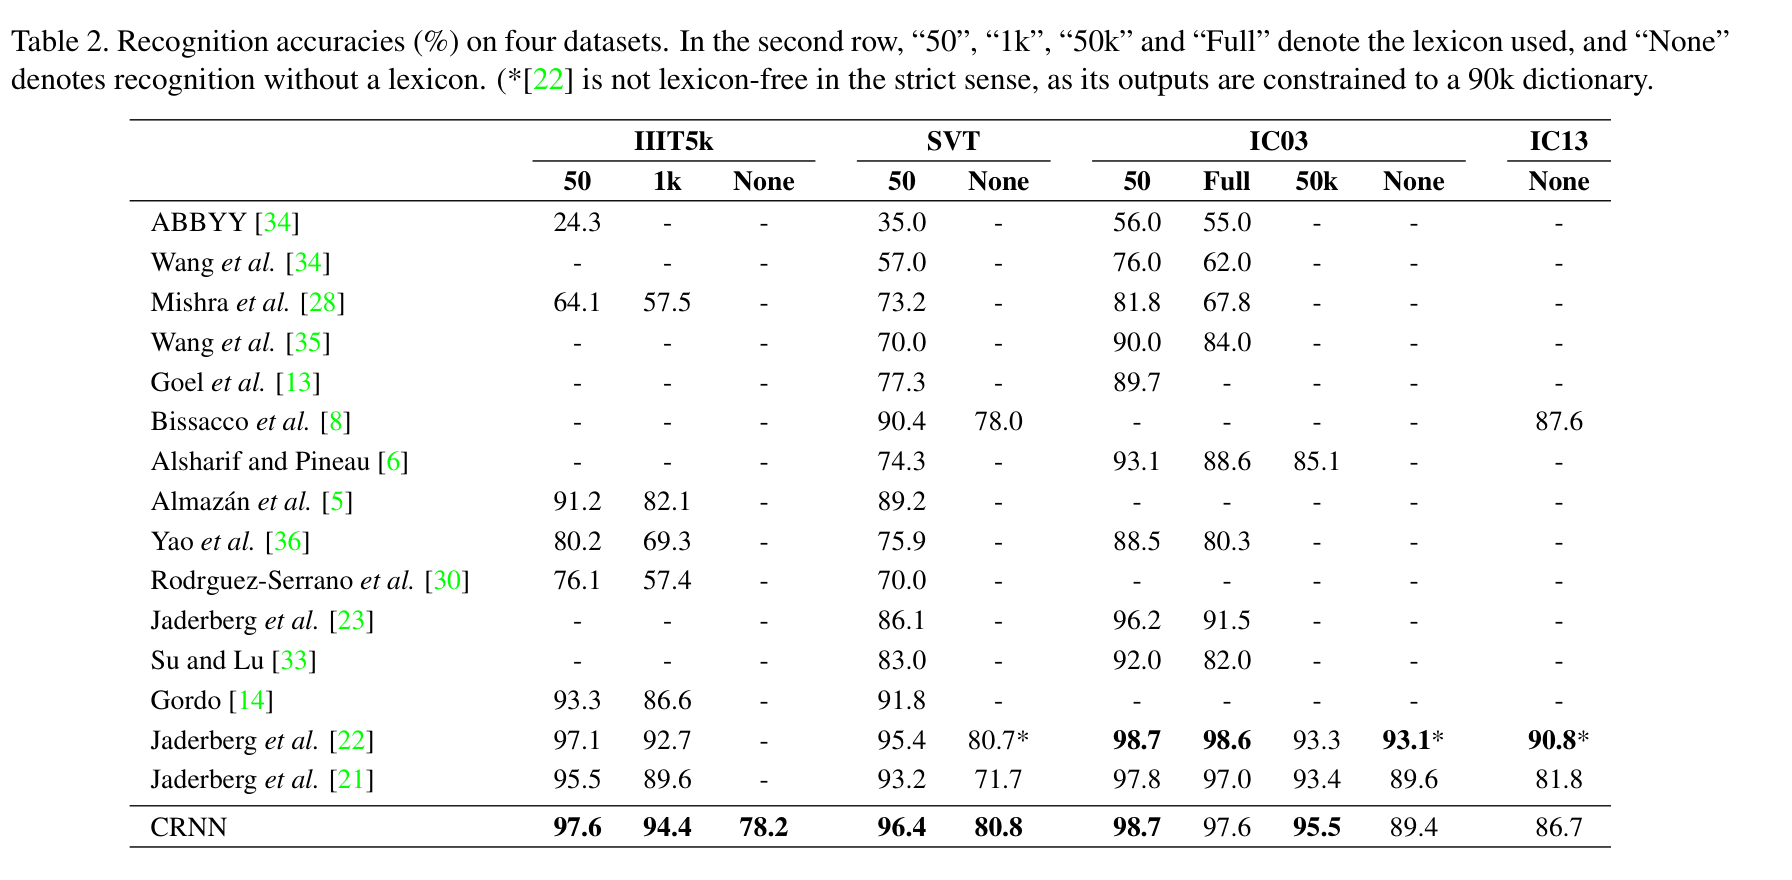 Table 2. Recognition accuracies (%) on four datasets. In the second row, “50”, “1k”, “50k” and “Full” denote the lexicon used, and “None”
denotes recognition without a lexicon. (*[22] is not lexicon-free in the strict sense, as its outputs are constrained to a 90k dictionary.
IIIT5k SVT IC03 IC13
50 1k None 50 None 50 Full 50k None None
ABBYY [34] 24.3 - - 35.0 - 56.0 55.0 - - -
Wang et al. [34] - - - 57.0 - 76.0 62.0 - - -
Mishra et al. [28] 64.1 57.5 - 73.2 - 81.8 67.8 - - -
Wang et al. [35] - - - 70.0 - 90.0 84.0 - - -
Goel et al. [13] - - - 77.3 - 89.7 - - - -
Bissacco et al. [8] - - - 90.4 78.0 - - - - 87.6
Alsharif and Pineau [6] - - - 74.3 - 93.1 88.6 85.1 - -
Almazán et al. [5] 91.2 82.1 - 89.2 - - - - - -
Yao et al. [36] 80.2 69.3 - 75.9 - 88.5 80.3 - - -
Rodrguez-Serrano et al. [30] 76.1 57.4 - 70.0 - - - - - -
Jaderberg et al. [23] - - - 86.1 - 96.2 91.5 - - -
Su and Lu [33] - - - 83.0 - 92.0 82.0 - - -
Gordo [14] 93.3 86.6 - 91.8 - - - - - -
Jaderberg et al. [22] 97.1 92.7 - 95.4 80.7* 98.7 98.6 93.3 93.1* 90.8*
Jaderberg et al. [21] 95.5 89.6 - 93.2 71.7 97.8 97.0 93.4 89.6 81.8
CRNN 97.6 94.4 78.2 96.4 80.8 98.7 97.6 95.5 89.4 86.7